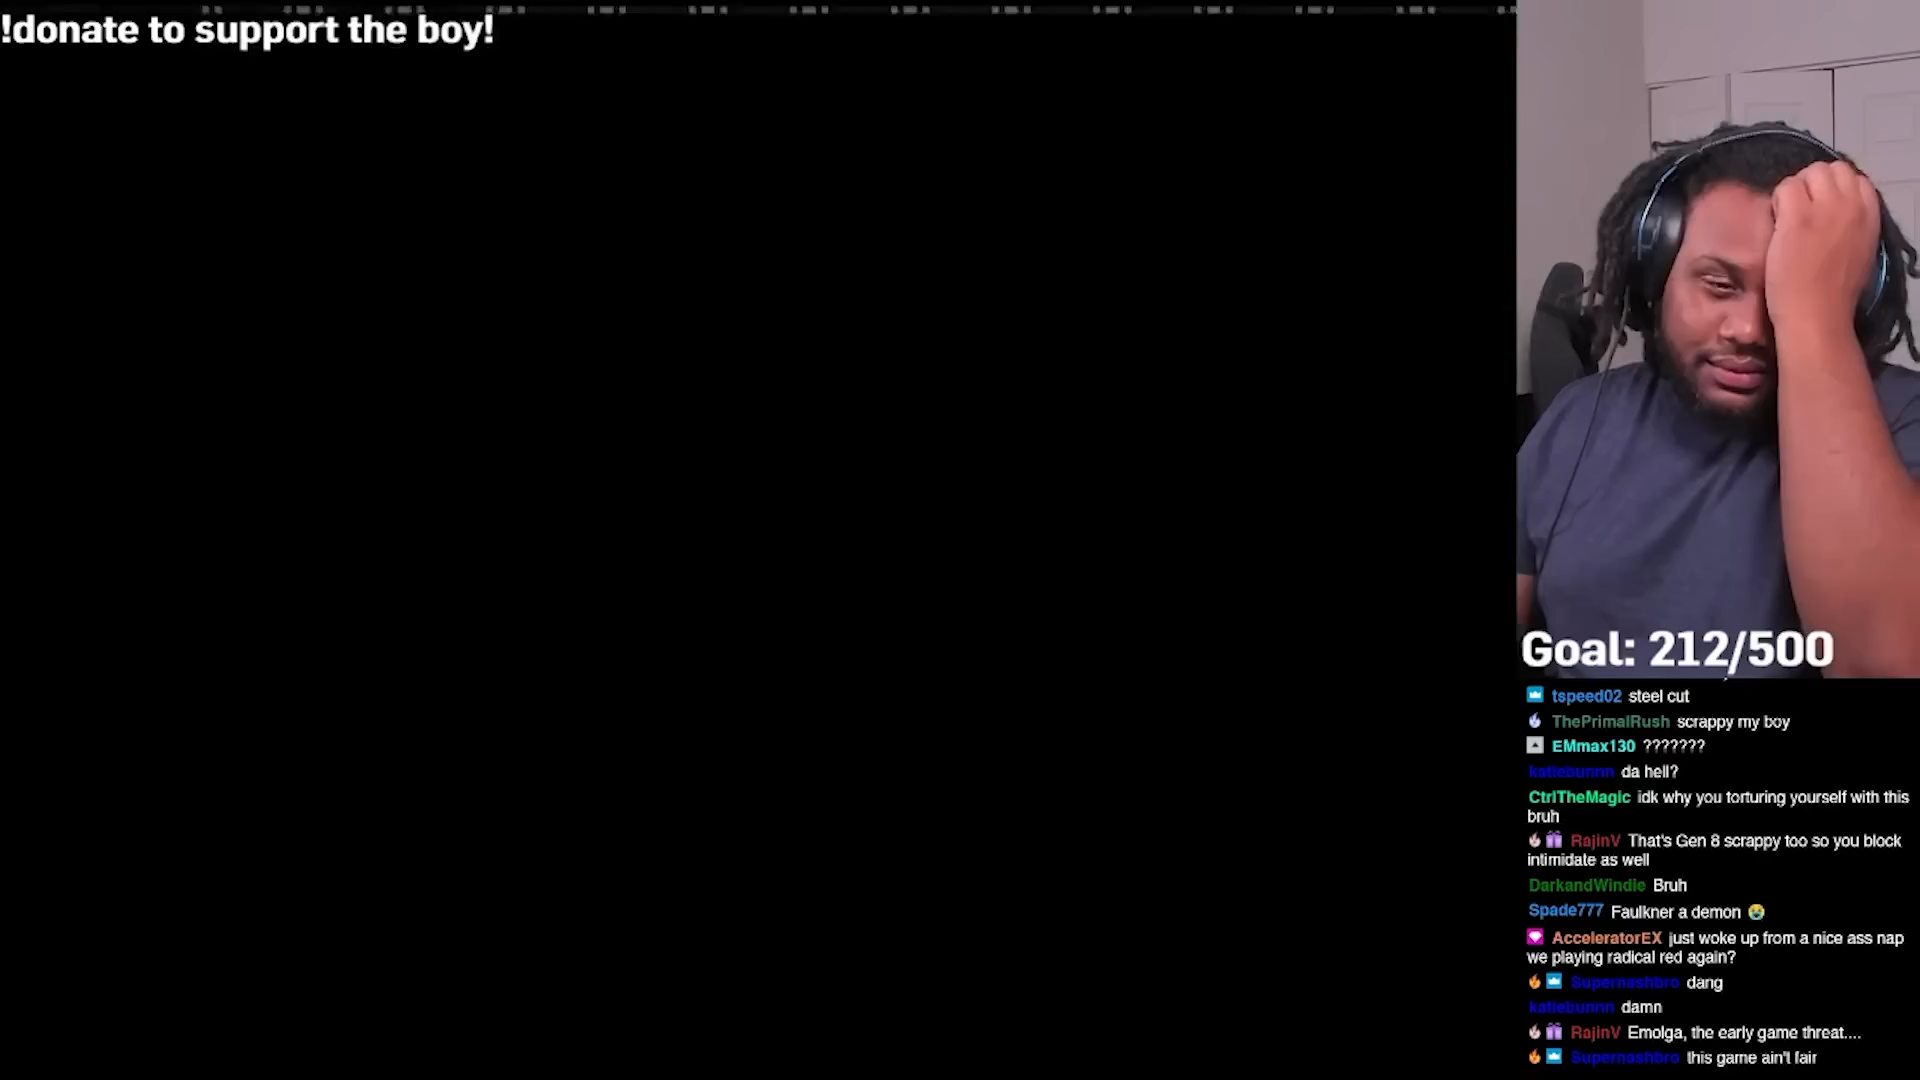 !donate to support the boy!
Goal: 212/500
tspeed02 steel cut
ThePrimalRush scrappy my boy
EMmax130 ???????
katiebunnn da hell?
CtrlTheMagic idk why you torturing yourself with this
bruh
RajinV That's Gen 8 scrappy too so you block
intimidate as well
DarkandWindie Bruh
Spade777 Faulkner a demon 😭
AcceleratorEX just woke up from a nice ass nap
we playing radical red again?
Supernashbro dang
katiebunnn damn
RajinV Emolga, the early game threat....
Supernashbro this game ain't fair